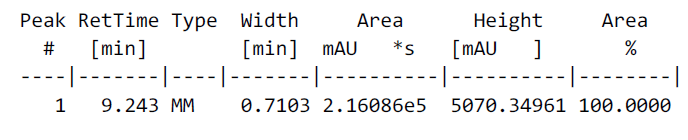 Peak RetTime Type  Width     Area      Height     Area
  #   [min]        [min]  mAU   *s   [mAU   ]      %
----|-------|----|-------|----------|----------|--------|
   1   9.243 MM    0.7103 2.16086e5  5070.34961 100.0000